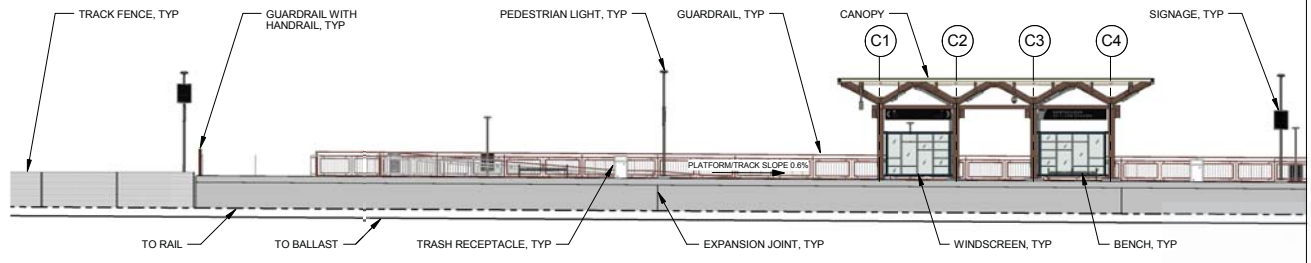 TRACK FENCE, TYP
GUARDRAIL WITH
HANDRAIL, TYP
PEDESTRIAN LIGHT, TYP
GUARDRAIL, TYP
CANOPY
SIGNAGE, TYP
C1
C2
C3
C4
PLATFORM/TRACK SLOPE 0.6%
TO RAIL
TO BALLAST
TRASH RECEPTACLE, TYP
EXPANSION JOINT, TYP
WINDSCREEN, TYP
BENCH, TYP